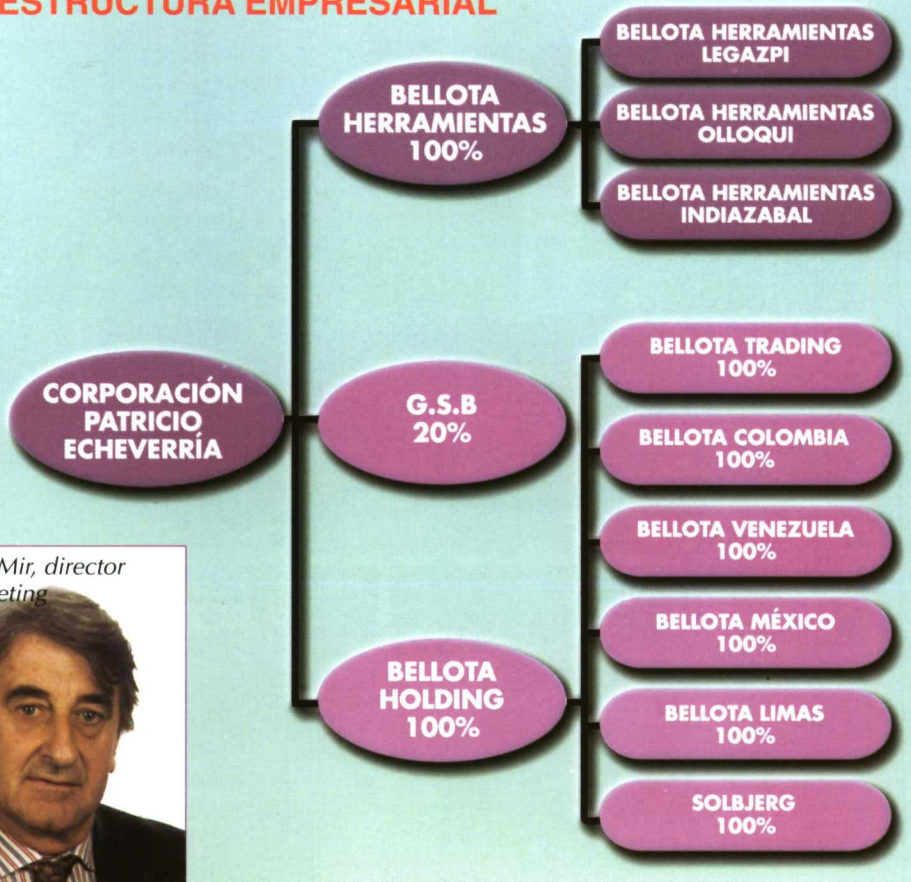 ESTRUCTURA EMPRESARIAL
BELLOTA
HERRAMIENTAS
100%
BELLOTA HERRAMIENTAS
LEGAZPI
BELLOTA HERRAMIENTAS
OLLOQUI
BELLOTA HERRAMIENTAS
INDIAZABAL
CORPORACIÓN
PATRICIO
ECHEVERRÍA
G.S.B
20%
BELLOTA
HOLDING
100%
BELLOTA TRADING
100%
BELLOTA COLOMBIA
100%
BELLOTA VENEZUELA
100%
BELLOTA MÉXICO
100%
BELLOTA LIMAS
100%
SOLBJERG
100%
Mir, director